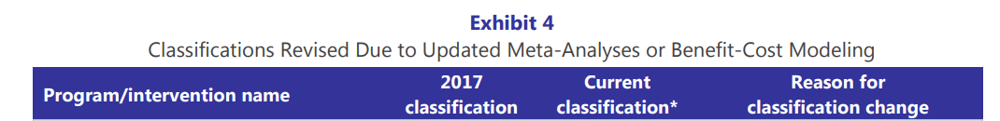 Exhibit 4
Classifications Revised Due to Updated Meta-Analyses or Benefit-Cost Modeling
Program/intervention name
2017
classification
Current
classification*
Reason for
classification change